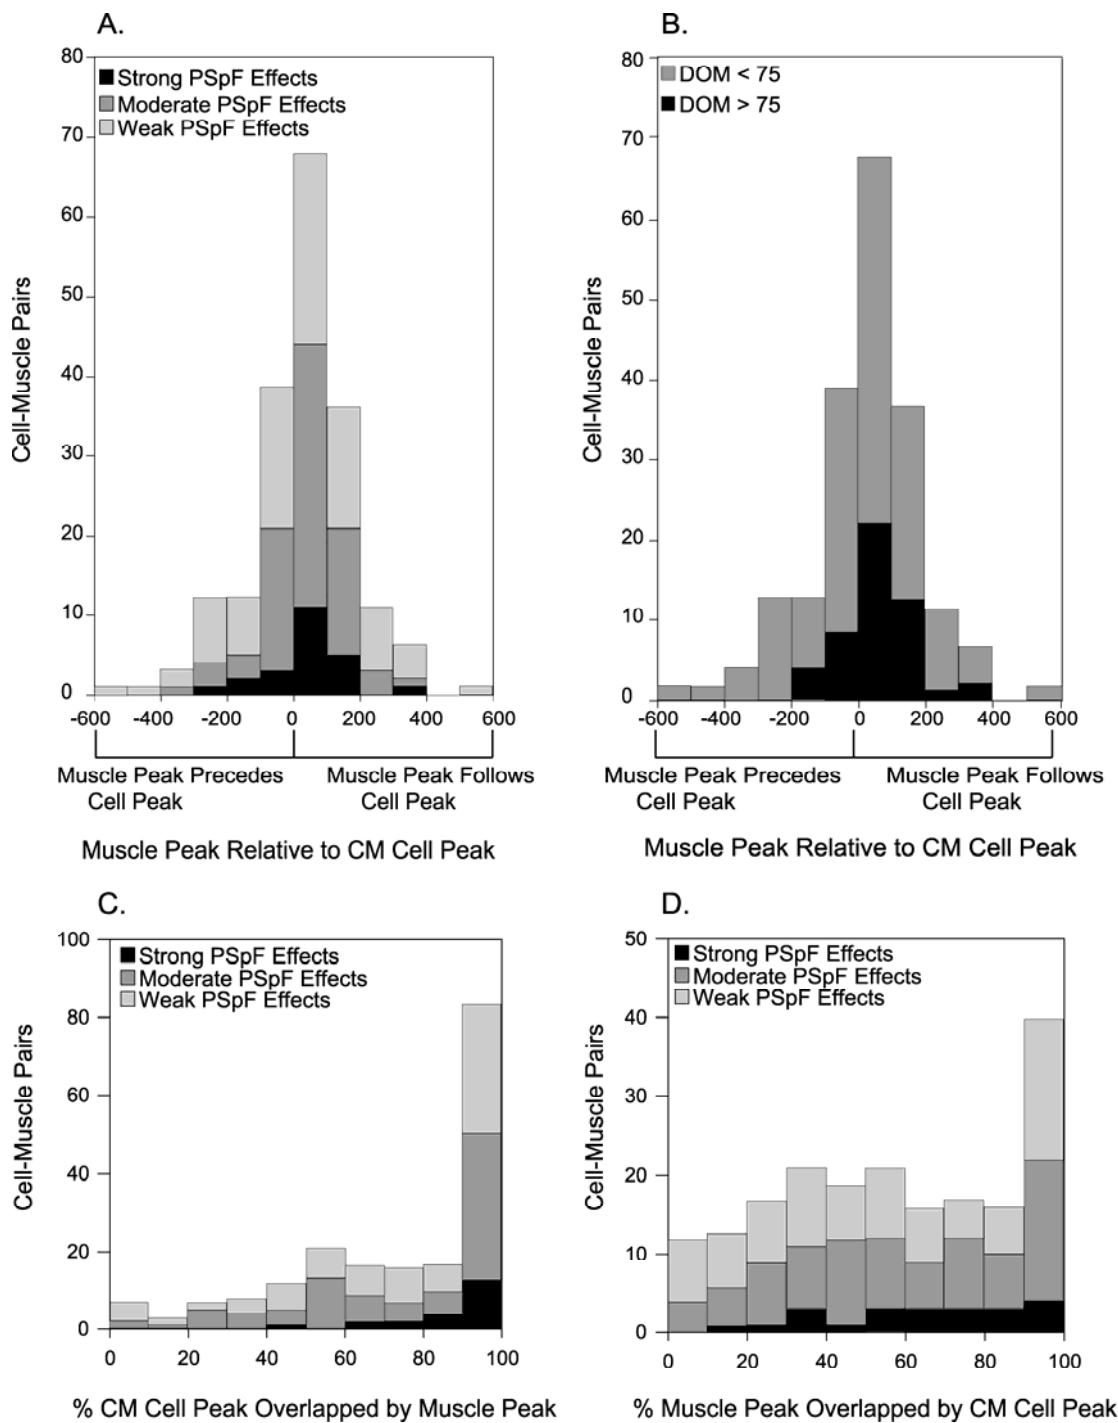 A.
80
Strong PSpF Effects
Moderate PSpF Effects
Weak PSpF Effects
70
60
50
40
30
20
10
0
Cell-Muscle Pairs
-600 -400 -200 0 200 400 600
Muscle Peak Precedes Cell Peak
Muscle Peak Follows Cell Peak
Muscle Peak Relative to CM Cell Peak
B.
80
DOM < 75
DOM > 75
70
60
50
40
30
20
10
0
Cell-Muscle Pairs
-600 -400 -200 0 200 400 600
Muscle Peak Precedes Cell Peak
Muscle Peak Follows Cell Peak
Muscle Peak Relative to CM Cell Peak
C.
100
Strong PSpF Effects
Moderate PSpF Effects
Weak PSpF Effects
80
60
40
20
0
Cell-Muscle Pairs
0 20 40 60 80 100
% CM Cell Peak Overlapped by Muscle Peak
D.
50
Strong PSpF Effects
Moderate PSpF Effects
Weak PSpF Effects
40
30
20
10
0
Cell-Muscle Pairs
0 20 40 60 80 100
% Muscle Peak Overlapped by CM Cell Peak